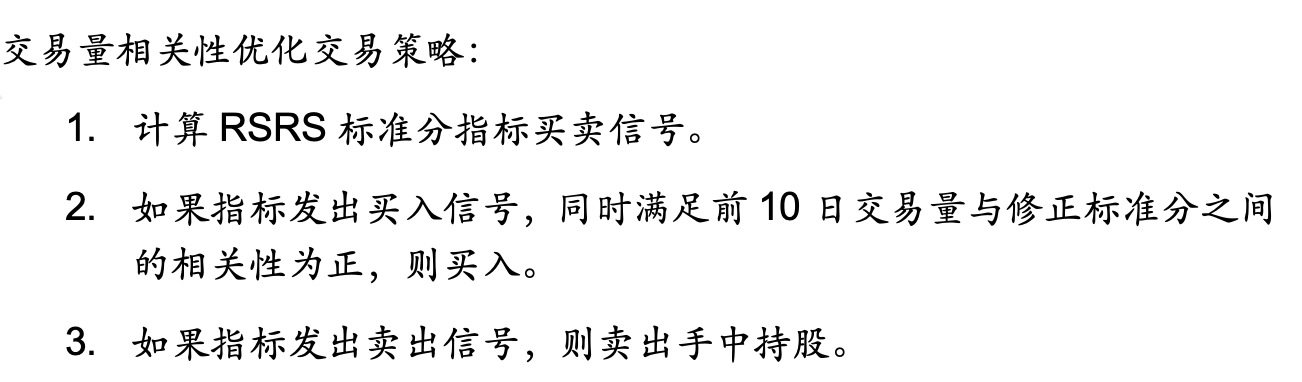 交易量相关性优化交易策略：
1. 计算 RSRS 标准分指标买卖信号。
2. 如果指标发出买入信号，同时满足前 10 日交易量与修正标准分之间
的相关性为正，则买入。
3. 如果指标发出卖出信号，则卖出手中持股。